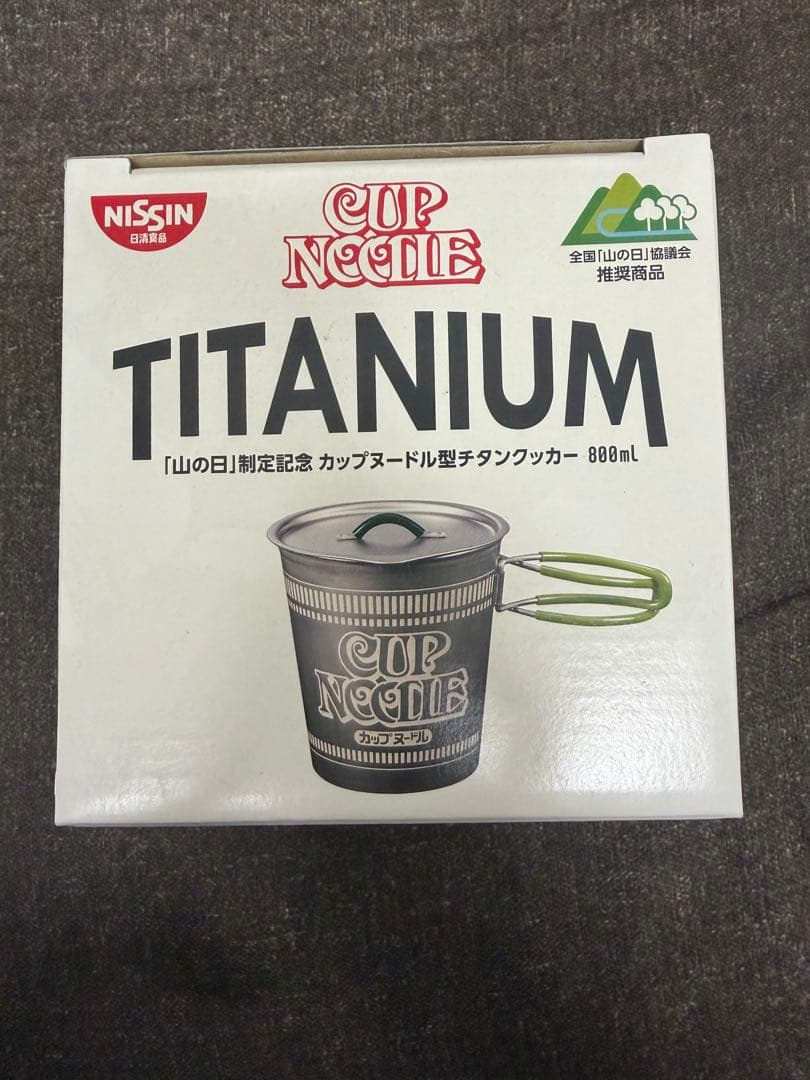 NISSIN
日清食品
CUP
NOODLE
全国「山の日」協議会
推奨商品
TITANIUM
「山の日」制定記念 カップヌードル型チタンクッカー 800ml
CUP
NOODLE
カップヌードル